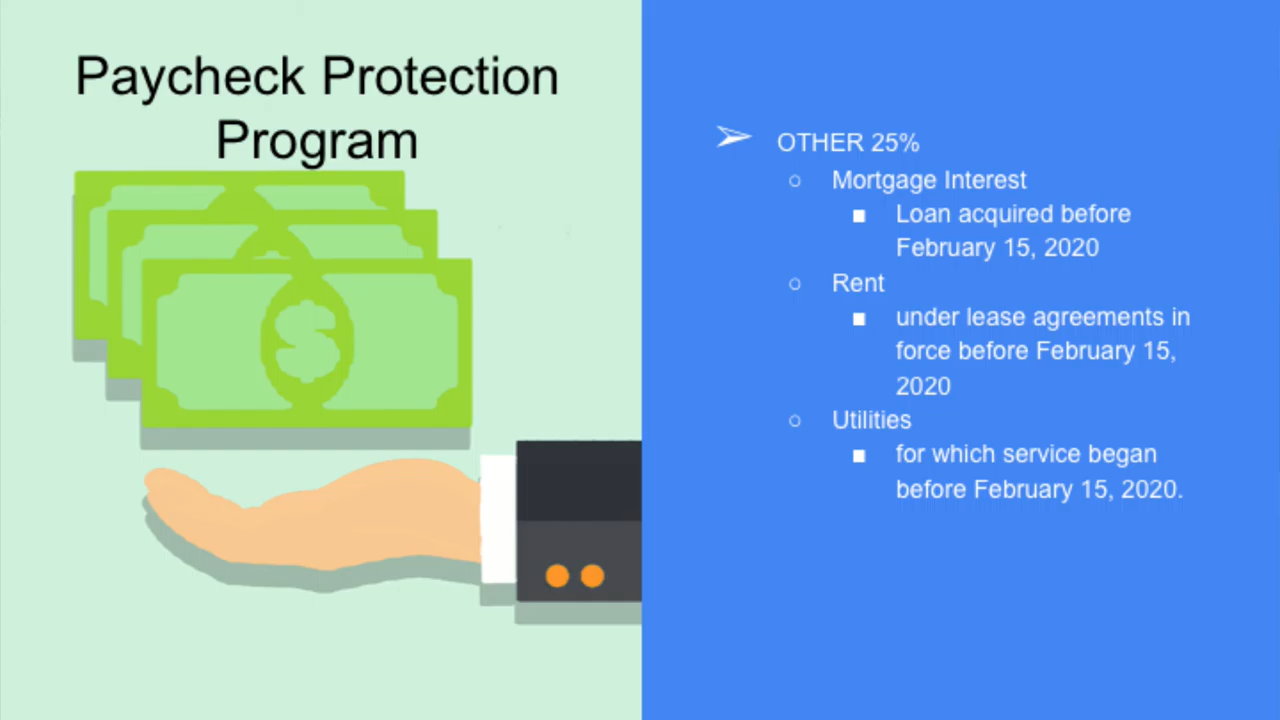 Paycheck Protection
Program
➢ OTHER 25%
○ Mortgage Interest
■ Loan acquired before
February 15, 2020
○ Rent
■ under lease agreements in
force before February 15,
2020
○ Utilities
■ for which service began
before February 15, 2020.